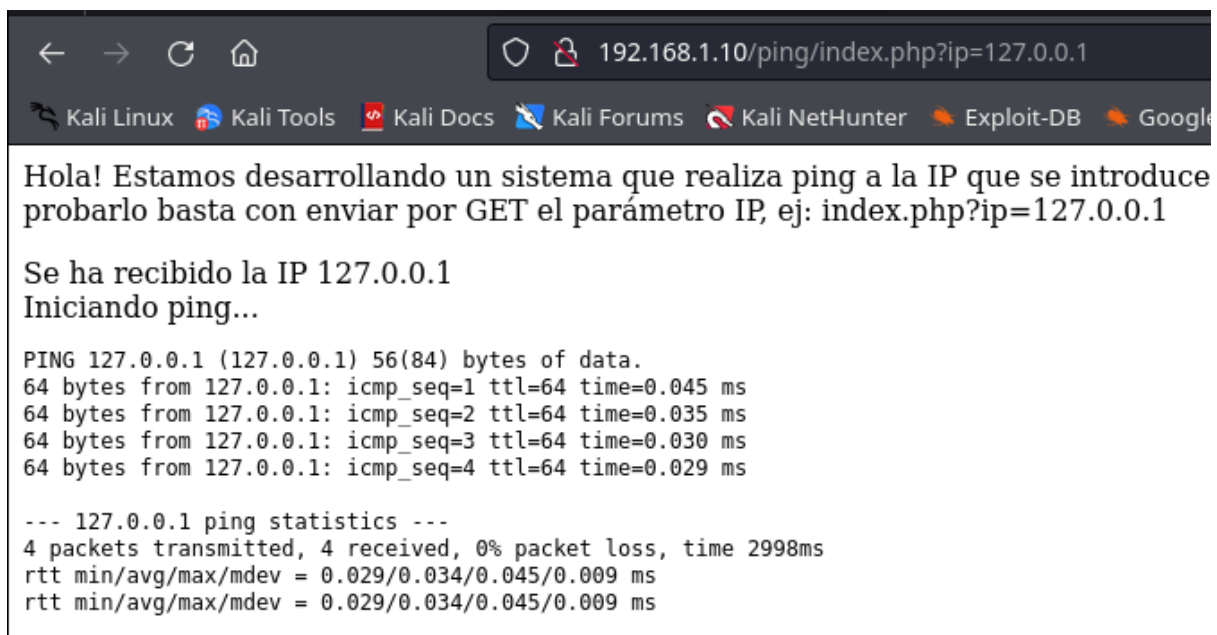 192.168.1.10/ping/index.php?ip=127.0.0.1
Kali Linux Kali Tools Kali Docs Kali Forums Kali NetHunter Exploit-DB Google
Hola! Estamos desarrollando un sistema que realiza ping a la IP que se introduce
probarlo basta con enviar por GET el parámetro IP, ej: index.php?ip=127.0.0.1
Se ha recibido la IP 127.0.0.1
Iniciando ping...
PING 127.0.0.1 (127.0.0.1) 56(84) bytes of data.
64 bytes from 127.0.0.1: icmp_seq=1 ttl=64 time=0.045 ms
64 bytes from 127.0.0.1: icmp_seq=2 ttl=64 time=0.035 ms
64 bytes from 127.0.0.1: icmp_seq=3 ttl=64 time=0.030 ms
64 bytes from 127.0.0.1: icmp_seq=4 ttl=64 time=0.029 ms
--- 127.0.0.1 ping statistics ---
4 packets transmitted, 4 received, 0% packet loss, time 2998ms
rtt min/avg/max/mdev = 0.029/0.034/0.045/0.009 ms
rtt min/avg/max/mdev = 0.029/0.034/0.045/0.009 ms